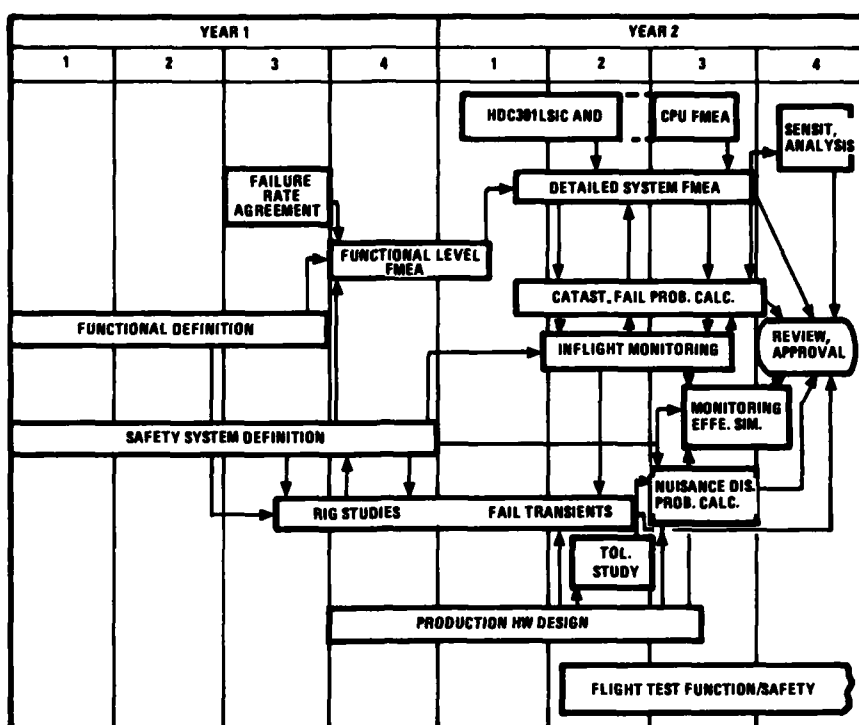 YEAR 1 YEAR 2
1 2 3 4 1 2 3 4
HDC301LSIC AND CPU FMEA
SENSIT,
ANALYSIS
FAILURE
RATE
AGREEMENT
DETAILED SYSTEM FMEA
FUNCTIONAL LEVEL
FMEA
CATAST. FAIL PROB. CALC.
FUNCTIONAL DEFINITION
INFLIGHT MONITORING
REVIEW,
APPROVAL
MONITORING
EFFE. SIM.
SAFETY SYSTEM DEFINITION
NUISANCE DIS.
PROB. CALC.
RIG STUDIES FAIL TRANSIENTS
TOL.
STUDY
PRODUCTION HW DESIGN
FLIGHT TEST FUNCTION/SAFETY